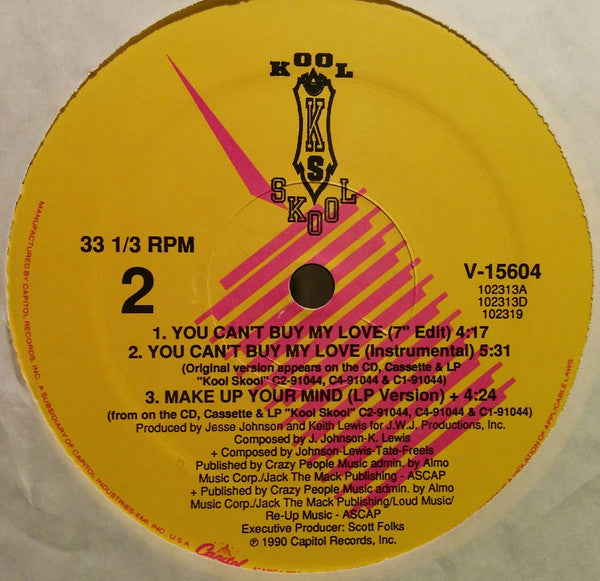 KOOL
K
S
SKOOL
33 1/3 RPM
2
V-15604
102313A
102313D
102319
1. YOU CAN'T BUY MY LOVE (7" Edit) 4:17
2. YOU CAN'T BUY MY LOVE (Instrumental) 5:31
(Original version appears on the CD, Cassette & LP
"Kool Skool" C2-91044, C4-91044 & C1-91044)
3. MAKE UP YOUR MIND (LP Version) + 4:24
(from on the CD, Cassette & LP "Kool Skool" C2-91044, C4-91044 & C1-91044)
Produced by Jesse Johnson and Keith Lewis for J.W.J. Productions, Inc.
Composed by J. Johnson-K. Lewis
+ Composed by Johnson-Lewis-Tate-Freels
Published by Crazy People Music admin. by Almo
Music Corp./Jack The Mack Publishing - ASCAP
+ Published by Crazy People Music admin. by Almo
Music Corp./Jack The Mack Publishing/Loud Music/
Re-Up Music - ASCAP
Executive Producer: Scott Folks
℗ 1990 Capitol Records, Inc.
MANUFACTURED BY CAPITOL RECORDS, INC., A SUBSIDIARY OF CAPITOL INDUSTRIES-EMI, INC., USA
Capitol
A VIOLATION OF APPLICABLE LAWS.